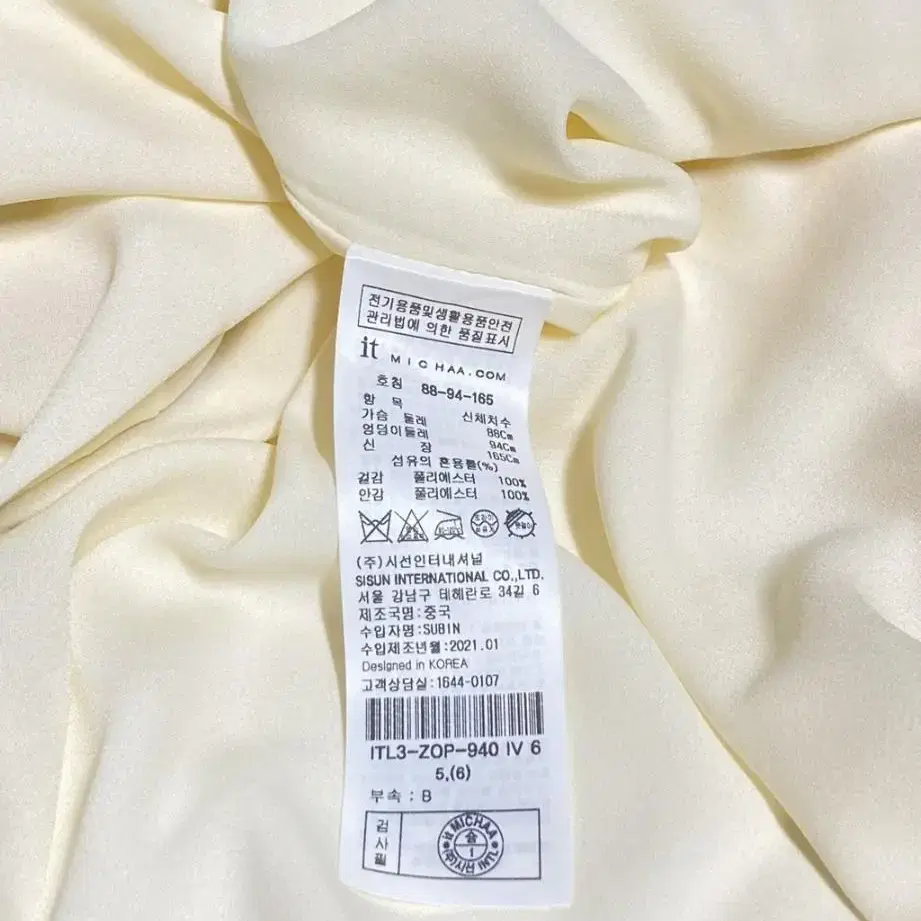 전기용품및생활용품안전
관리법에 의한 품질표시
it MICHAA.COM
호칭 88-94-165
항 목 신체치수
가슴 둘레 88Cm
엉덩이둘레 94Cm
신 장 165Cm
섬유의 혼용률(%)
겉감 폴리에스터 100%
안감 폴리에스터 100%
(주)시선인터내셔널
SISUN INTERNATIONAL CO.,LTD.
서울 강남구 테헤란로 34길 6
제조국명:중국
수입자명:SUBIN
수입제조년월:2021.01
Designed in KOREA
고객상담실:1644-0107
ITL3-ZOP-940 IV 6
5,(6)
부속 : B
검사필
it MICHAA
1